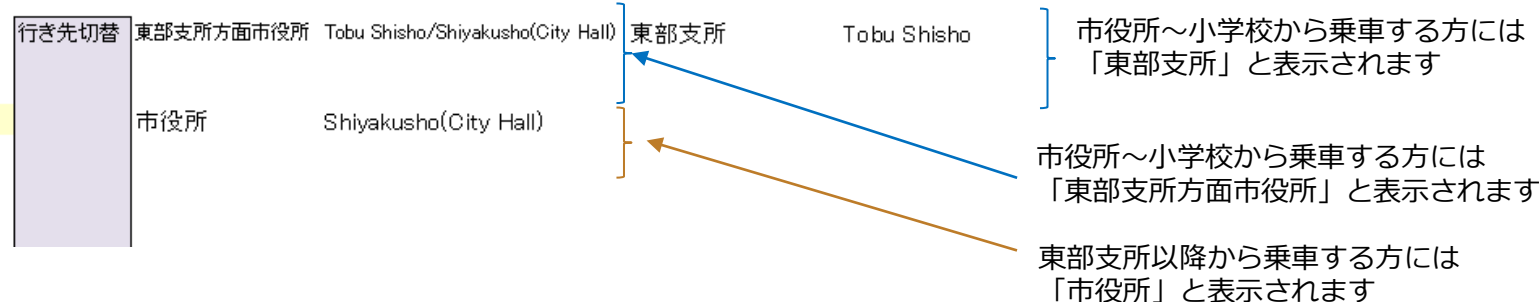 行き先切替 東部支所方面市役所 Tobu Shisho/Shiyakusho(City Hall) 東部支所 Tobu Shisho
市役所 Shiyakusho(City Hall)
市役所～小学校から乗車する方には
「東部支所」と表示されます
市役所～小学校から乗車する方には
「東部支所方面市役所」と表示されます
東部支所以降から乗車する方には
「市役所」と表示されます